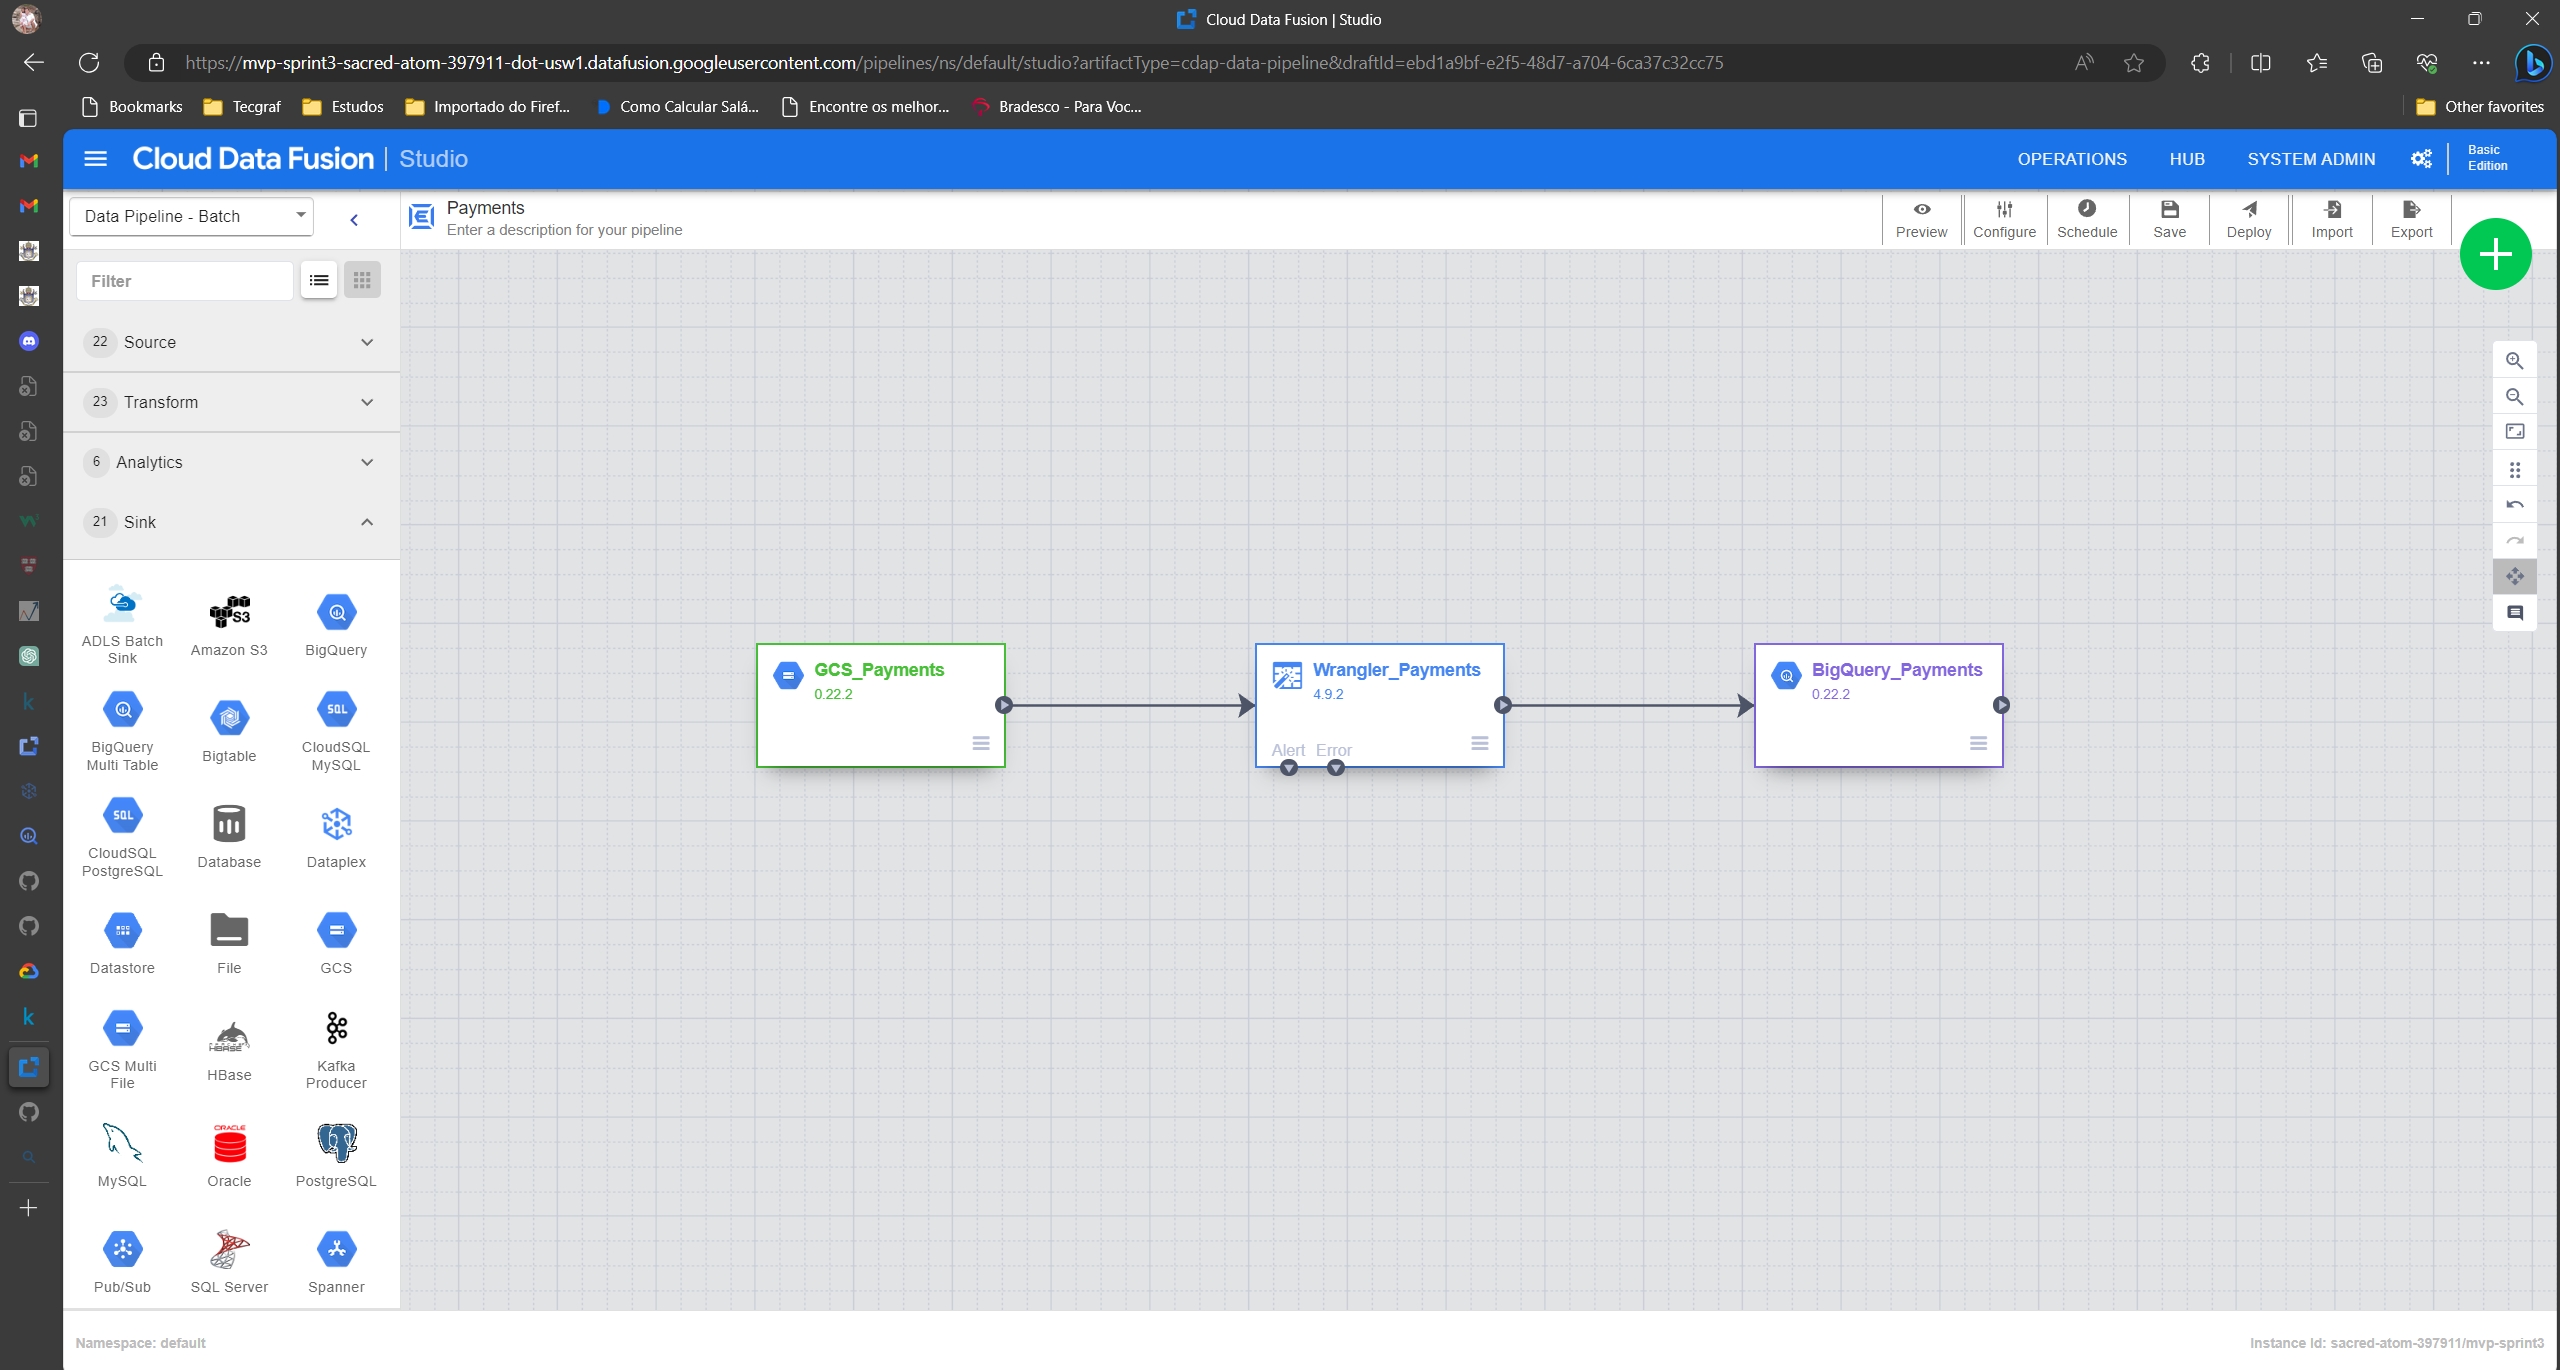 Cloud Data Fusion | Studio
https://mvp-sprint3-sacred-atom-397911-dot-usw1.datafusion.googleusercontent.com/pipelines/ns/default/studio?artifactType=cdap-data-pipeline&draftId=ebd1a9bf-e2f5-48d7-a704-6ca37c32cc75
Bookmarks Tecgraf Estudos Importado do Firef... Como Calcular Salá... Encontre os melhor... Bradesco - Para Voc... Other favorites
Cloud Data Fusion | Studio OPERATIONS HUB SYSTEM ADMIN Basic Edition
Data Pipeline - Batch
Payments
Enter a description for your pipeline
Preview Configure Schedule Save Deploy Import Export
Filter
22 Source
23 Transform
6 Analytics
21 Sink
ADLS Batch Sink Amazon S3 BigQuery
BigQuery Multi Table Bigtable CloudSQL MySQL
CloudSQL PostgreSQL Database Dataplex
Datastore File GCS
GCS Multi File HBase Kafka Producer
MySQL Oracle PostgreSQL
Pub/Sub SQL Server Spanner
GCS_Payments
0.22.2
Wrangler_Payments
4.9.2
Alert Error
BigQuery_Payments
0.22.2
Namespace: default
Instance Id: sacred-atom-397911/mvp-sprint3